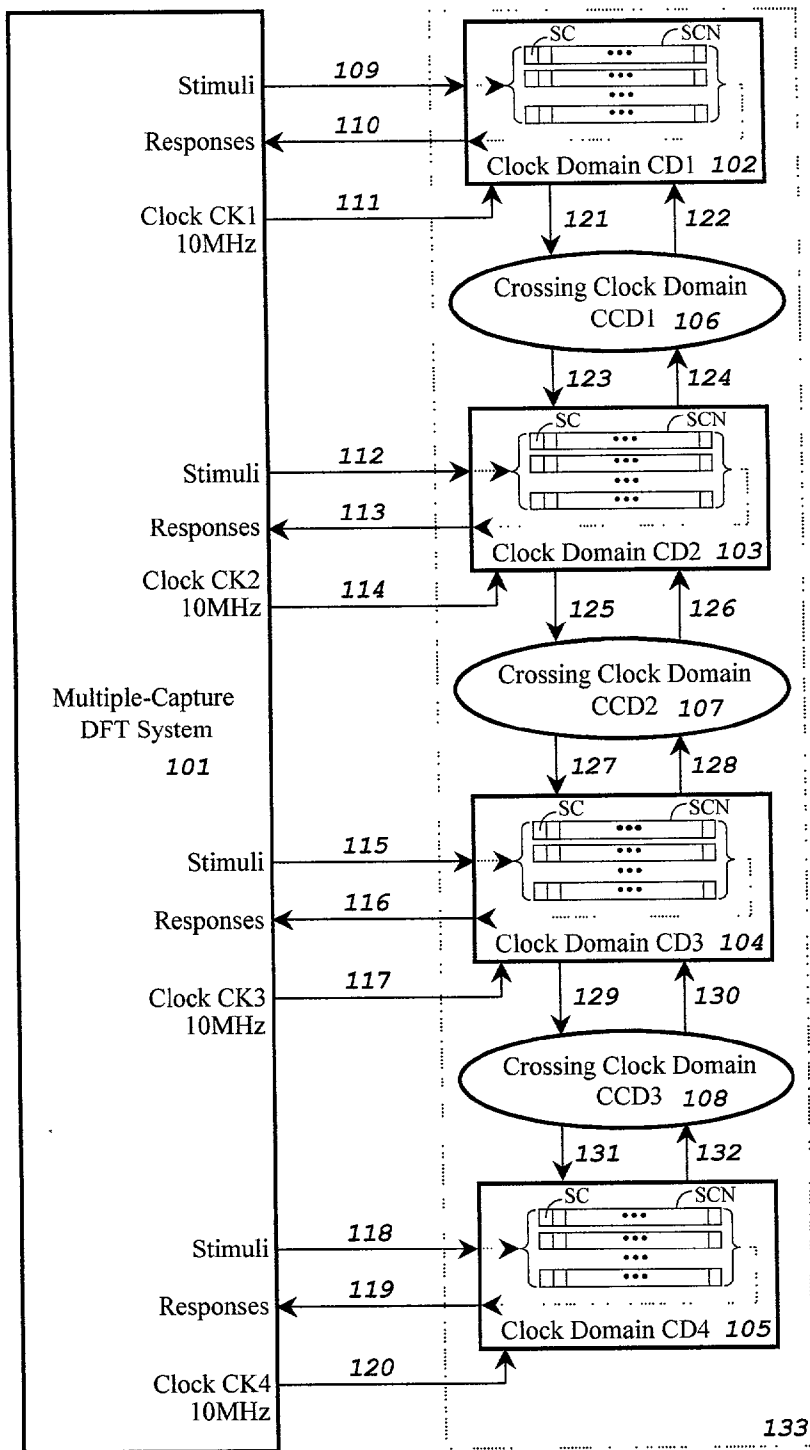 SC SCN
Stimuli 109
Responses 110
Clock Domain CD1 102
Clock CK1 111
10MHz
121 122
Crossing Clock Domain
CCD1 106
123 124
SC SCN
Stimuli 112
Responses 113
Clock Domain CD2 103
Clock CK2 114
10MHz
125 126
Crossing Clock Domain
CCD2 107
Multiple-Capture
DFT System
101
127 128
SC SCN
Stimuli 115
Responses 116
Clock Domain CD3 104
Clock CK3 117
10MHz
129 130
Crossing Clock Domain
CCD3 108
131 132
SC SCN
Stimuli 118
Responses 119
Clock Domain CD4 105
Clock CK4 120
10MHz
133